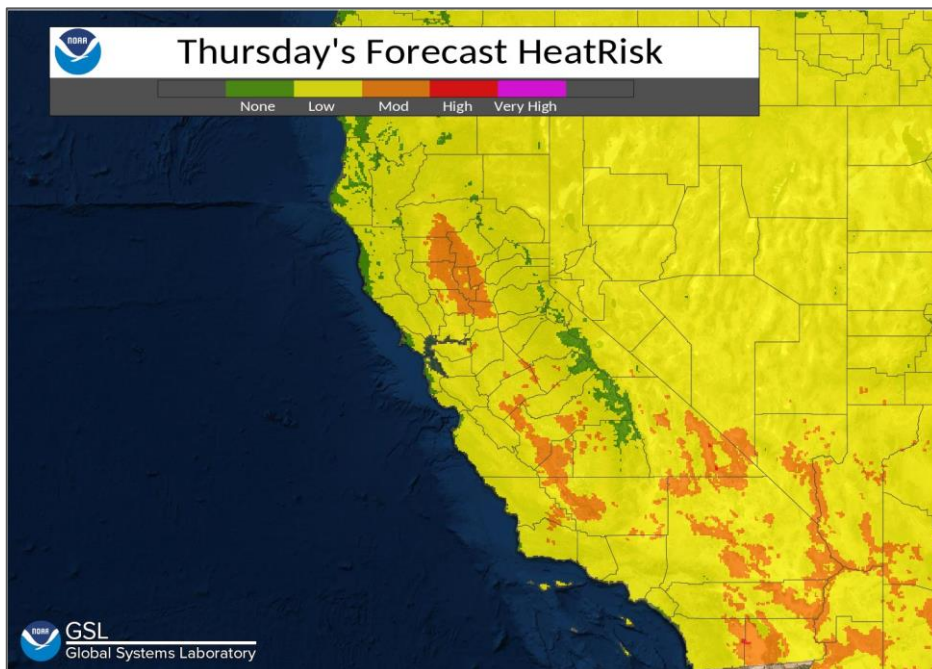 NOAA
Thursday's Forecast HeatRisk
None Low Mod High Very High
NOAA
GSL
Global Systems Laboratory